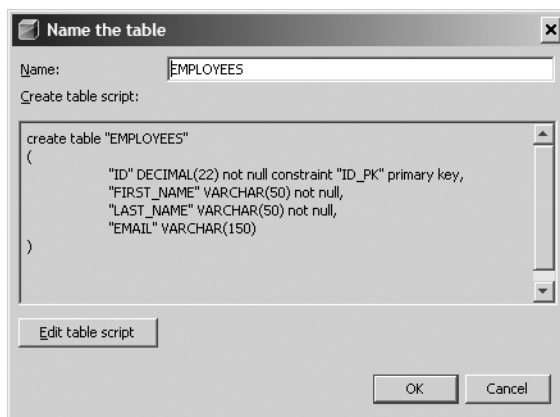 Name the table
Name: EMPLOYEES
Create table script:
create table "EMPLOYEES"
(
"ID" DECIMAL(22) not null constraint "ID_PK" primary key,
"FIRST_NAME" VARCHAR(50) not null,
"LAST_NAME" VARCHAR(50) not null,
"EMAIL" VARCHAR(150)
)
Edit table script
OK Cancel